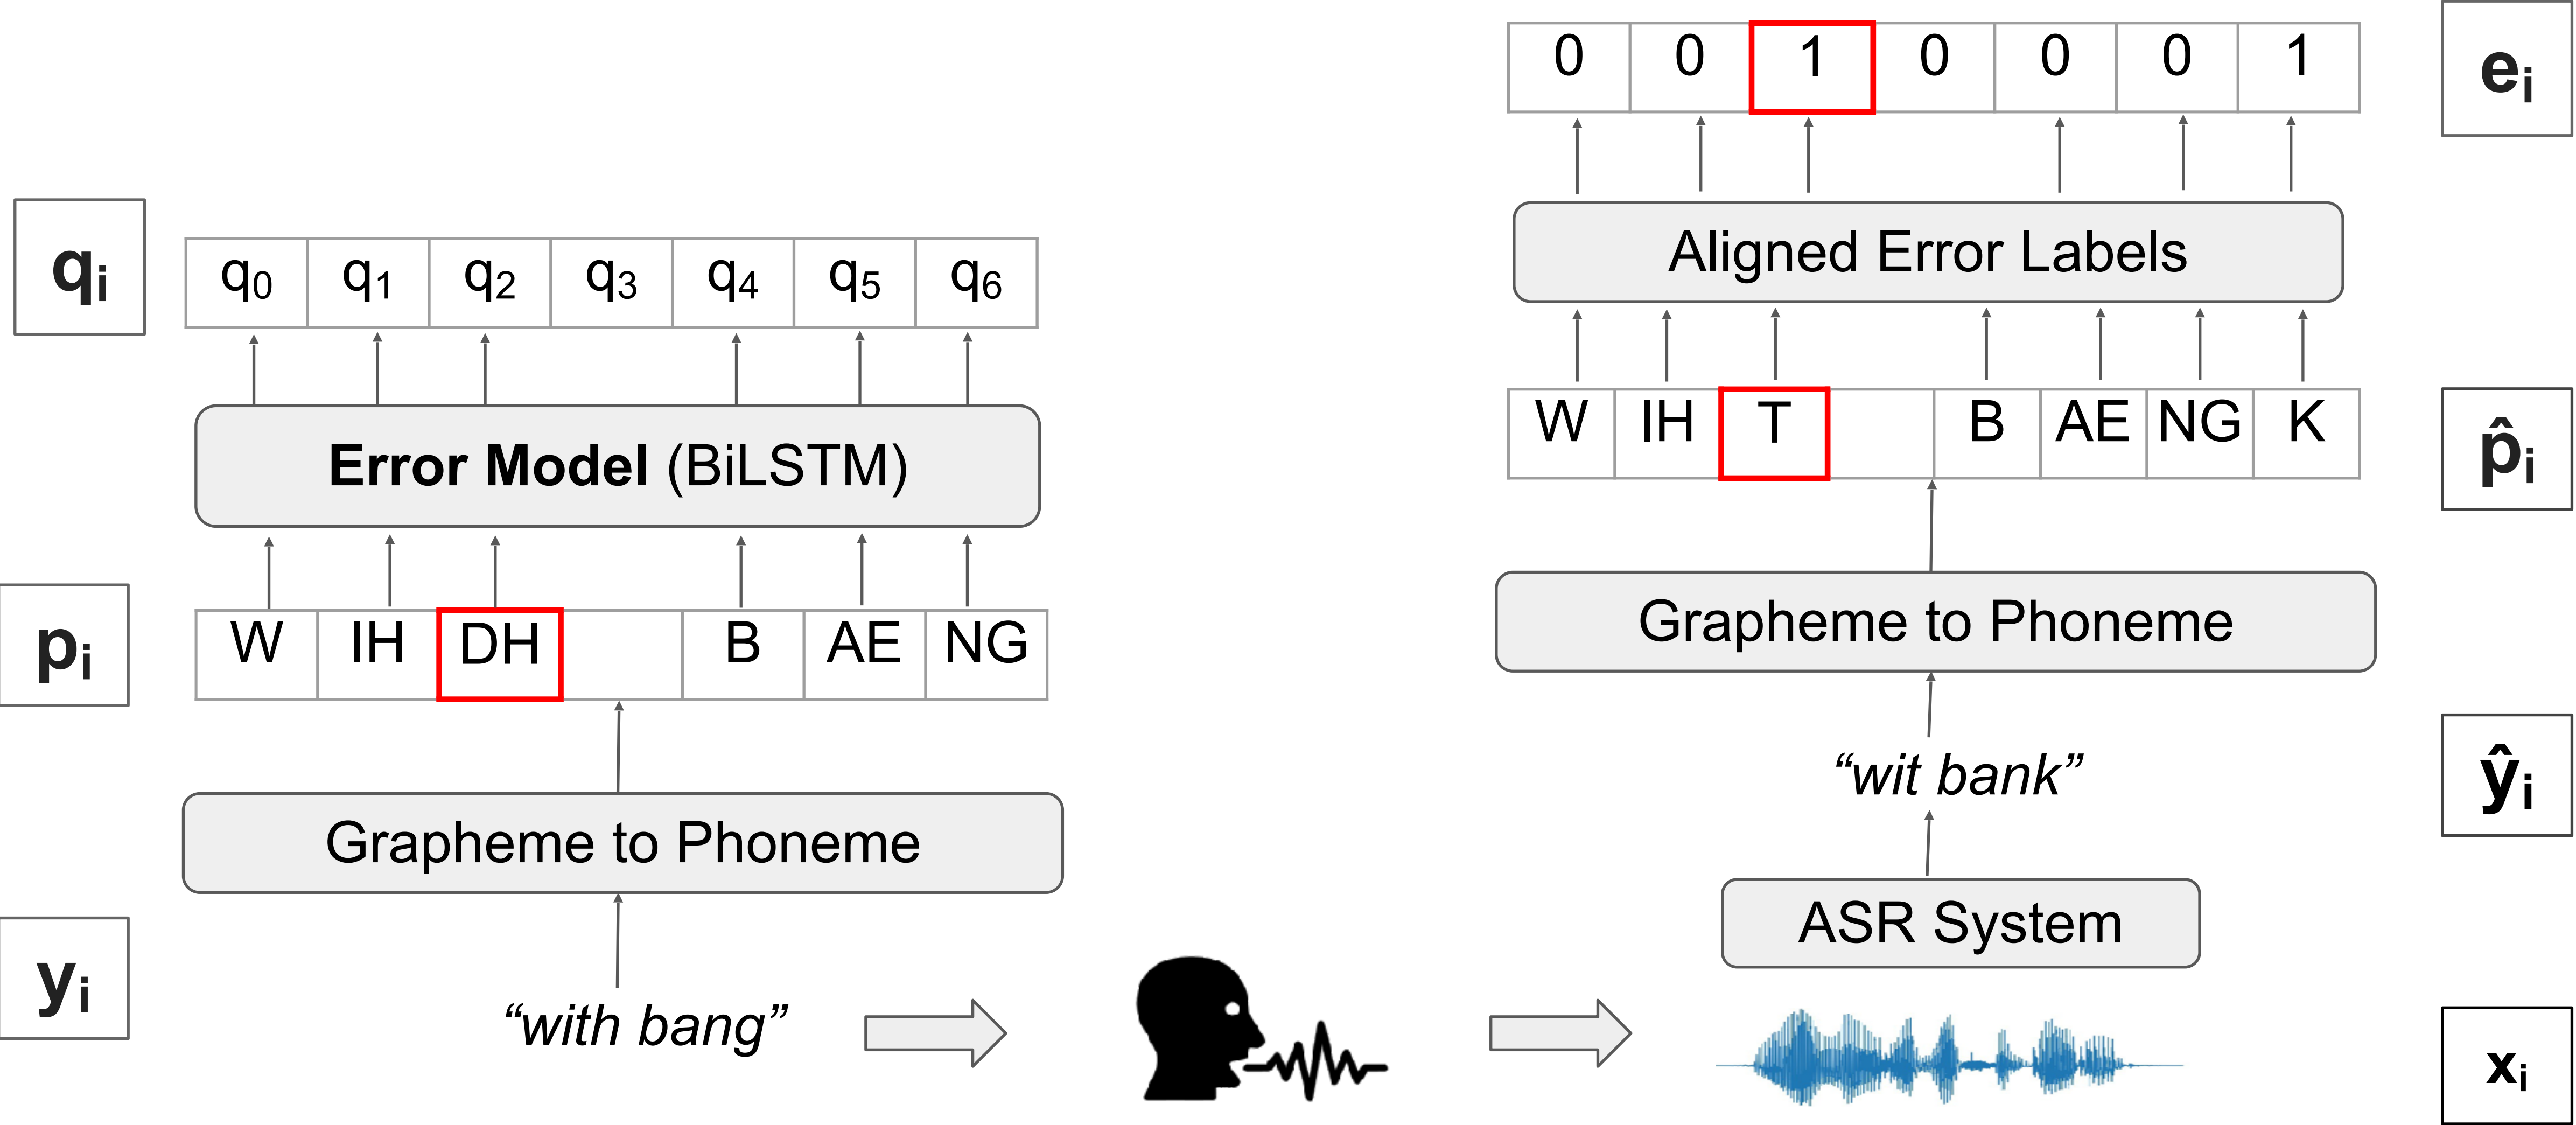 qi
q0 q1 q2 q3 q4 q5 q6
Error Model (BiLSTM)
pi
W IH DH B AE NG
Grapheme to Phoneme
yi
“with bang”
0 0 1 0 0 0 1
ei
Aligned Error Labels
W IH T B AE NG K
p̂i
Grapheme to Phoneme
“wit bank”
ŷi
ASR System
xi